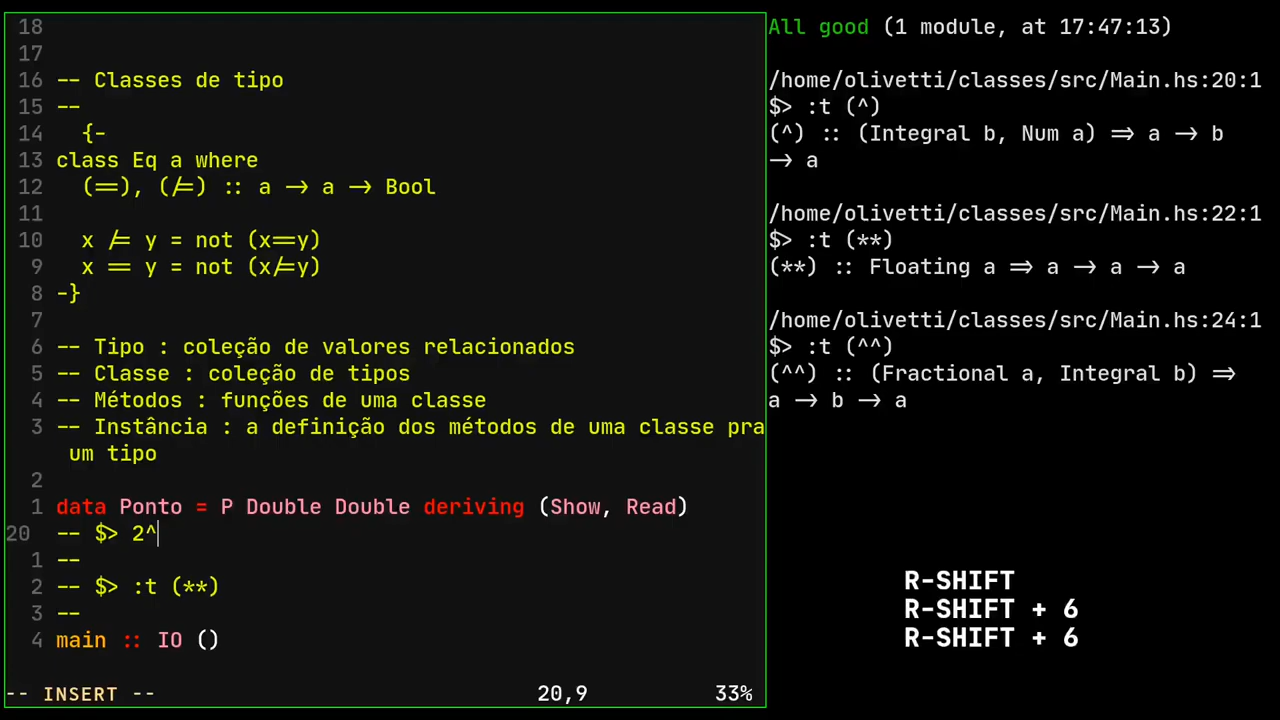 18
17
16 -- Classes de tipo
15 --
14   {-
13 class Eq a where
12   (==), (/=) :: a -> a -> Bool
11
10   x /= y = not (x==y)
9   x == y = not (x/=y)
8 -}
7
6 -- Tipo : coleção de valores relacionados
5 -- Classe : coleção de tipos
4 -- Métodos : funções de uma classe
3 -- Instância : a definição dos métodos de uma classe pra
um tipo
2
1 data Ponto = P Double Double deriving (Show, Read)
20 -- $> 2^
1 --
2 -- $> :t (**)
3 --
4 main :: IO ()
-- INSERT -- 20,9 33%
All good (1 module, at 17:47:13)
/home/olivetti/classes/src/Main.hs:20:1
$> :t (^)
(^) :: (Integral b, Num a) => a -> b
-> a
/home/olivetti/classes/src/Main.hs:22:1
$> :t (**)
(**) :: Floating a => a -> a -> a
/home/olivetti/classes/src/Main.hs:24:1
$> :t (^^)
(^^) :: (Fractional a, Integral b) =>
a -> b -> a
R-SHIFT
R-SHIFT + 6
R-SHIFT + 6